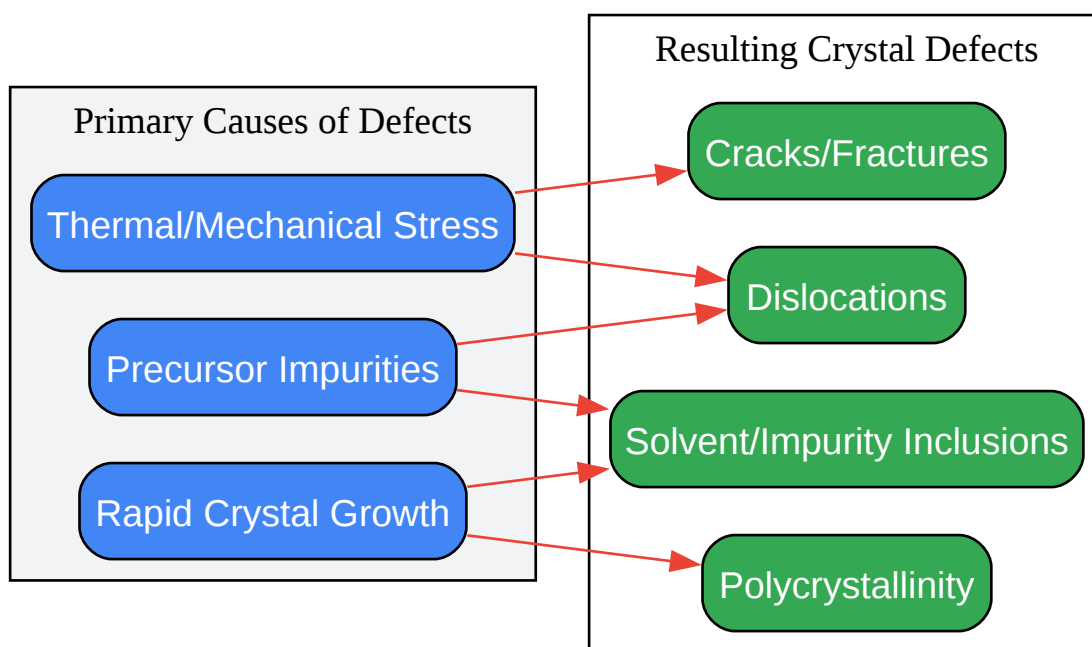 Primary Causes of Defects
Thermal/Mechanical Stress
Precursor Impurities
Rapid Crystal Growth
Resulting Crystal Defects
Cracks/Fractures
Dislocations
Solvent/Impurity Inclusions
Polycrystallinity